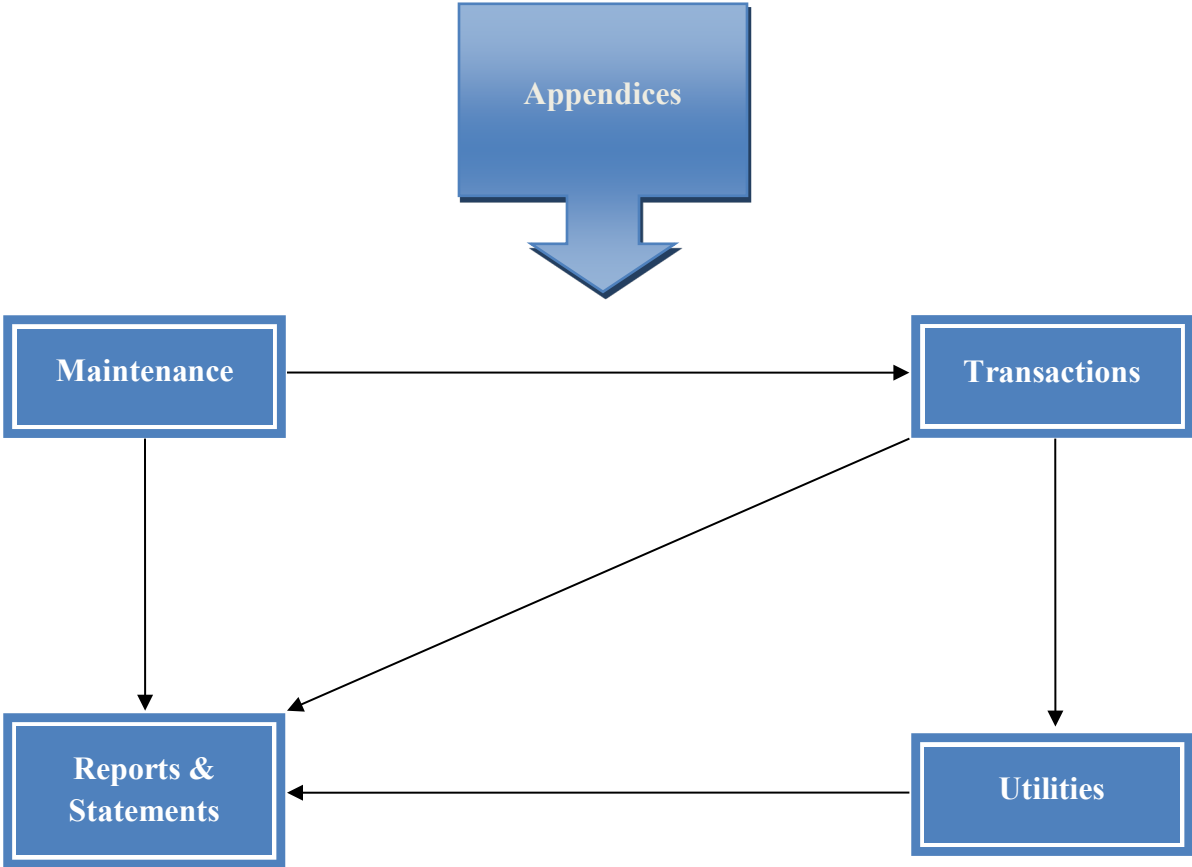 Appendices
Maintenance
Transactions
Reports &
Statements
Utilities